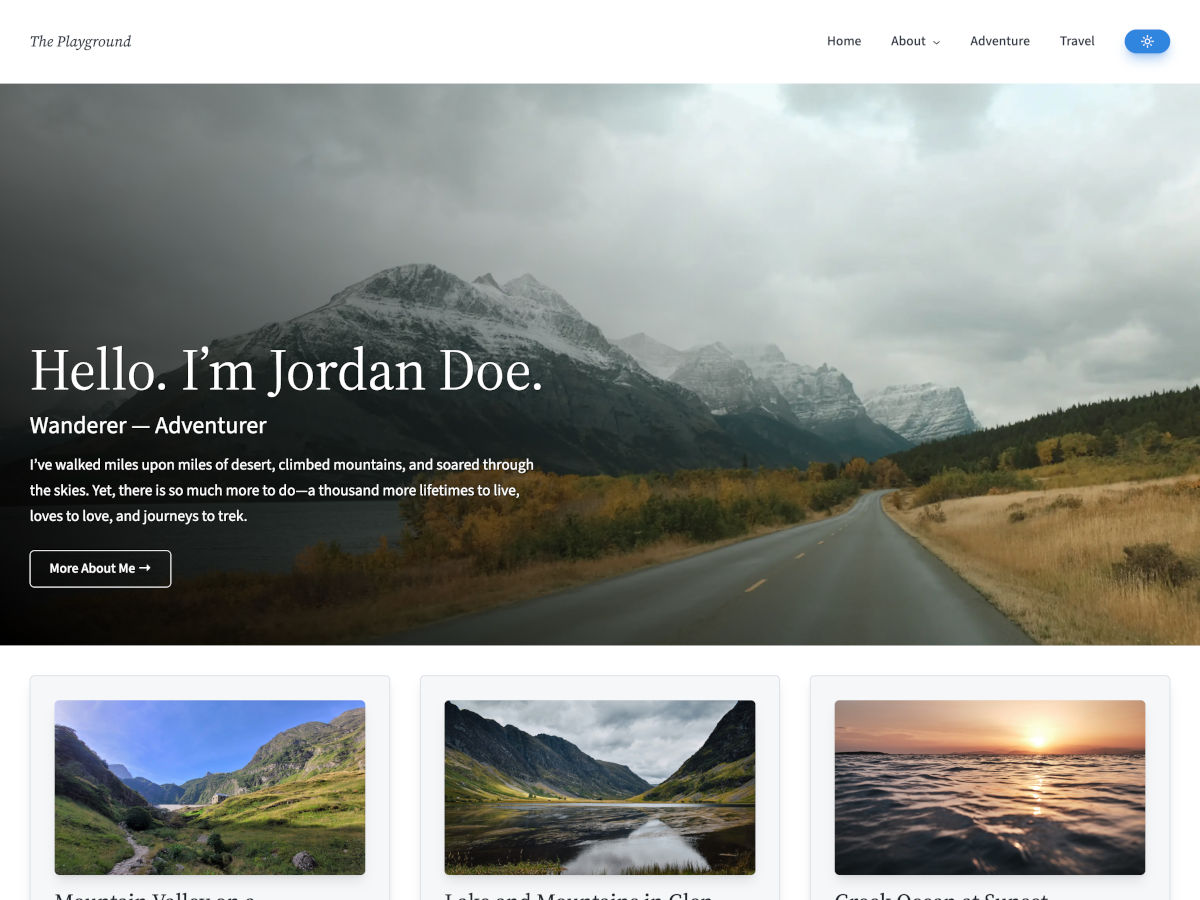 The Playground
Home About Adventure Travel
Hello. I’m Jordan Doe.
Wanderer — Adventurer
I’ve walked miles upon miles of desert, climbed mountains, and soared through
the skies. Yet, there is so much more to do—a thousand more lifetimes to live,
loves to love, and journeys to trek.
More About Me →
Mountain Valley on a
Lake and Mountains in Glen
Greek Ocean at Sunset